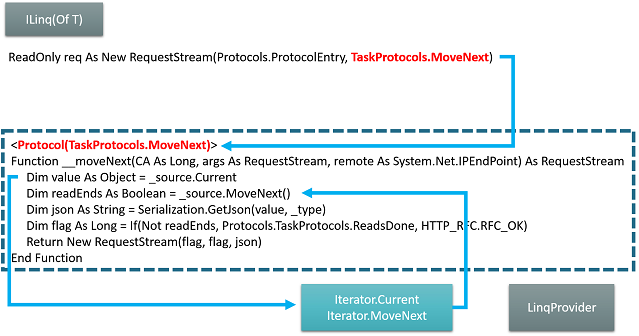 ILinq(Of T)
ReadOnly req As New RequestStream(Protocols.ProtocolEntry, TaskProtocols.MoveNext)
<Protocol(TaskProtocols.MoveNext)>
Function __moveNext(CA As Long, args As RequestStream, remote As System.Net.IPEndPoint) As RequestStream
Dim value As Object = _source.Current
Dim readEnds As Boolean = _source.MoveNext()
Dim json As String = Serialization.GetJson(value, _type)
Dim flag As Long = If(Not readEnds, Protocols.TaskProtocols.ReadsDone, HTTP_RFC.RFC_OK)
Return New RequestStream(flag, flag, json)
End Function
Iterator.Current
Iterator.MoveNext
LinqProvider